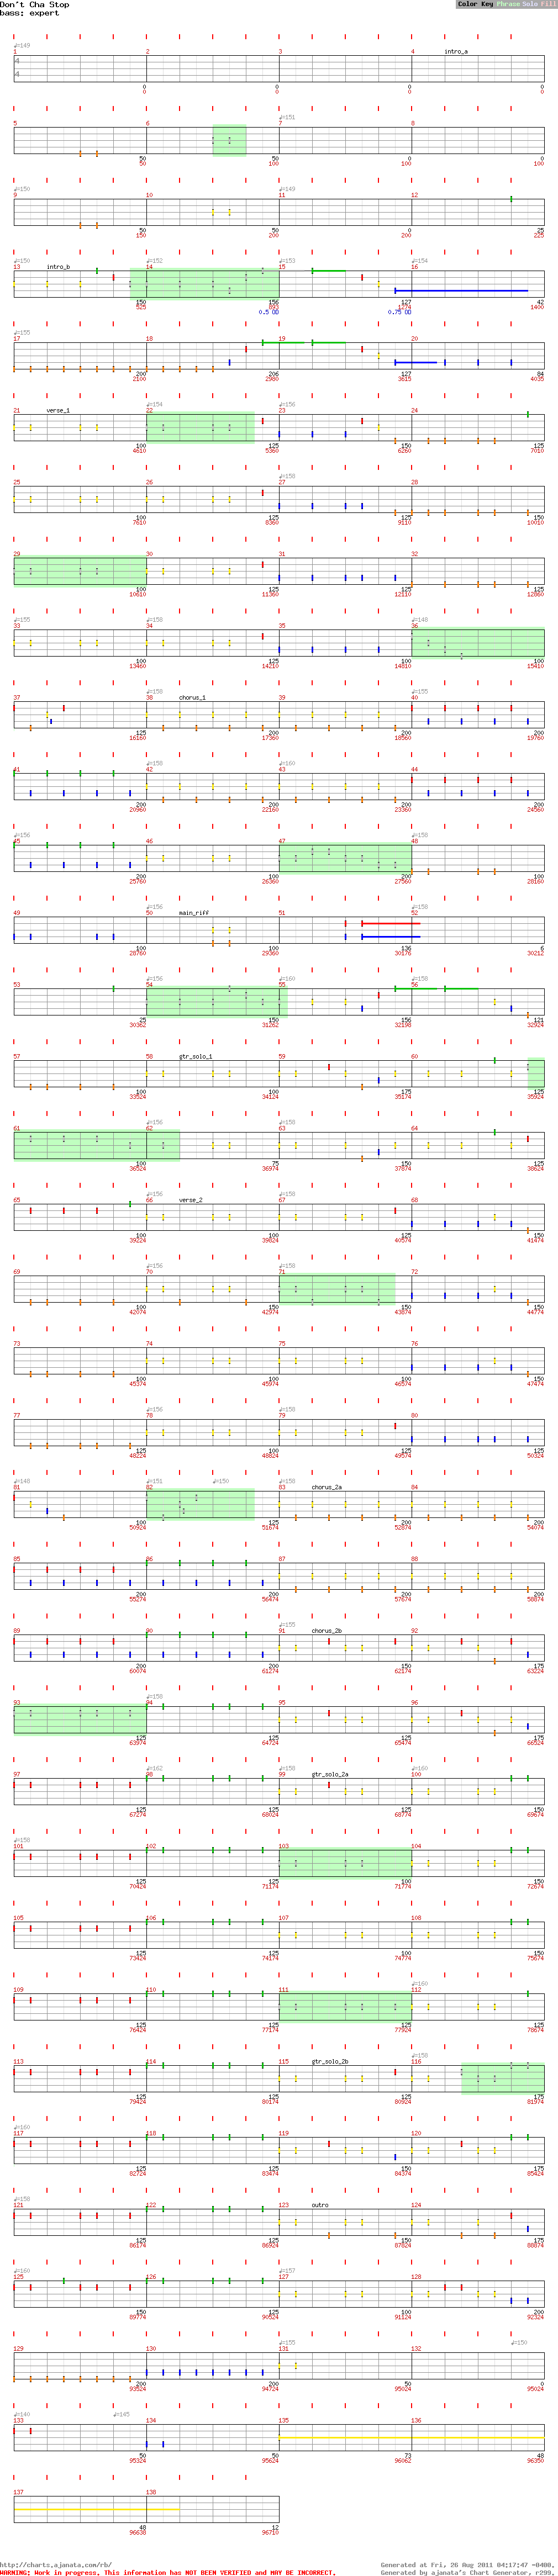 Don't Cha Stop
bass: expert
Color Key Phrase Solo Fill
♩=149
1 2 3 4 intro_a
0 0 0 0
0 0 0 0
♩=151
5 6 7 8
50 50 0 0
50 100 100 100
♩=150 ♩=149
9 10 11 12
50 50 0 25
150 200 200 225
♩=150 ♩=152 ♩=153 ♩=154
13 intro_b 14 15 16
150 156 127 42
525 893 1274 1400
0.5 OD 0.75 OD
♩=155
17 18 19 20
200 206 127 84
2100 2980 3615 4035
♩=154 ♩=156
21 verse_1 22 23 24
100 125 150 125
4610 5360 6260 7010
♩=158
25 26 27 28
100 125 125 150
7610 8360 9110 10010
29 30 31 32
100 125 125 125
10610 11360 12110 12860
♩=155 ♩=158 ♩=148
33 34 35 36
100 125 100 100
13460 14210 14810 15410
♩=158 ♩=155
37 38 chorus_1 39 40
125 200 200 200
16160 17360 18560 19760
♩=158 ♩=160
41 42 43 44
200 200 200 200
20960 22160 23360 24560
♩=156 ♩=158
45 46 47 48
200 100 200 100
25760 26360 27560 28160
♩=156 ♩=158
49 50 main_riff 51 52
100 100 136 6
28760 29360 30176 30212
♩=156 ♩=160 ♩=158
53 54 55 56
25 150 156 121
30362 31262 32198 32924
57 58 gtr_solo_1 59 60
100 100 175 125
33524 34124 35174 35924
♩=156 ♩=158
61 62 63 64
100 75 150 125
36524 36974 37874 38624
♩=156 ♩=158
65 66 verse_2 67 68
100 100 125 150
39224 39824 40574 41474
♩=156 ♩=158
69 70 71 72
100 150 150 150
42074 42974 43874 44774
73 74 75 76
100 100 100 150
45374 45974 46574 47474
♩=156 ♩=158
77 78 79 80
125 100 125 125
48224 48824 49574 50324
♩=148 ♩=151 ♩=150 ♩=158
81 82 83 chorus_2a 84
100 125 200 200
50924 51674 52874 54074
85 86 87 88
200 200 200 200
55274 56474 57674 58874
♩=155
89 90 91 chorus_2b 92
200 200 150 175
60074 61274 62174 63224
♩=158
93 94 95 96
125 125 125 175
63974 64724 65474 66524
♩=162 ♩=158 ♩=160
97 98 99 gtr_solo_2a 100
125 125 125 150
67274 68024 68774 69674
♩=158
101 102 103 104
125 125 100 150
70424 71174 71774 72674
105 106 107 108
125 125 100 150
73424 74174 74774 75674
♩=160
109 110 111 112
125 125 125 125
76424 77174 77924 78674
♩=158
113 114 115 gtr_solo_2b 116
125 125 125 175
79424 80174 80924 81974
♩=160
117 118 119 120
125 125 150 175
82724 83474 84374 85424
♩=158
121 122 123 outro 124
125 125 150 175
86174 86924 87824 88874
♩=160 ♩=157
125 126 127 128
150 125 100 200
89774 90524 91124 92324
♩=155 ♩=150
129 130 131 132
200 200 50 0
93524 94724 95024 95024
♩=140 ♩=145
133 134 135 136
50 50 73 48
95324 95624 96062 96350
137 138
48 12
96638 96710
http://charts.ajanata.com/rb/
WARNING: Work in progress. This information has NOT BEEN VERIFIED and MAY BE INCORRECT.
Generated at Fri, 26 Aug 2011 04:17:47 -0400.
Generated by ajanata's Chart Generator, r299.